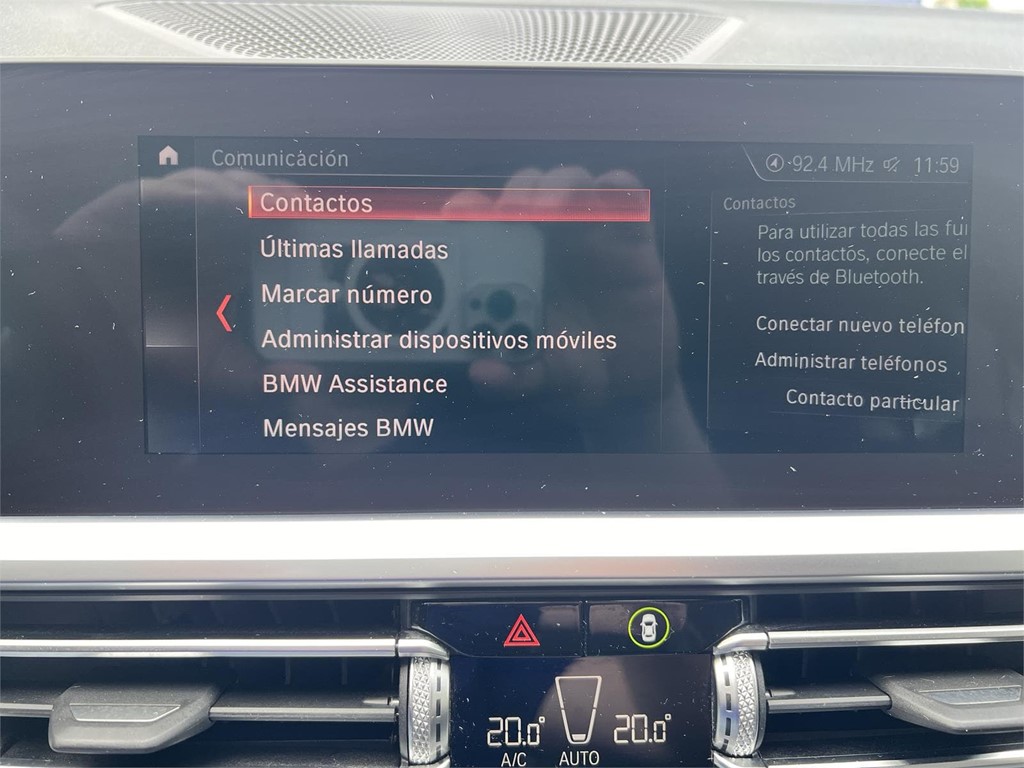 Comunicación
92.4 MHz 11:59
Contactos
Últimas llamadas
Marcar número
Administrar dispositivos móviles
BMW Assistance
Mensajes BMW
Contactos
Para utilizar todas las fu
los contactos, conecte el
través de Bluetooth.
Conectar nuevo teléfon
Administrar teléfonos
Contacto particular
20.0° 20.0°
A/C AUTO